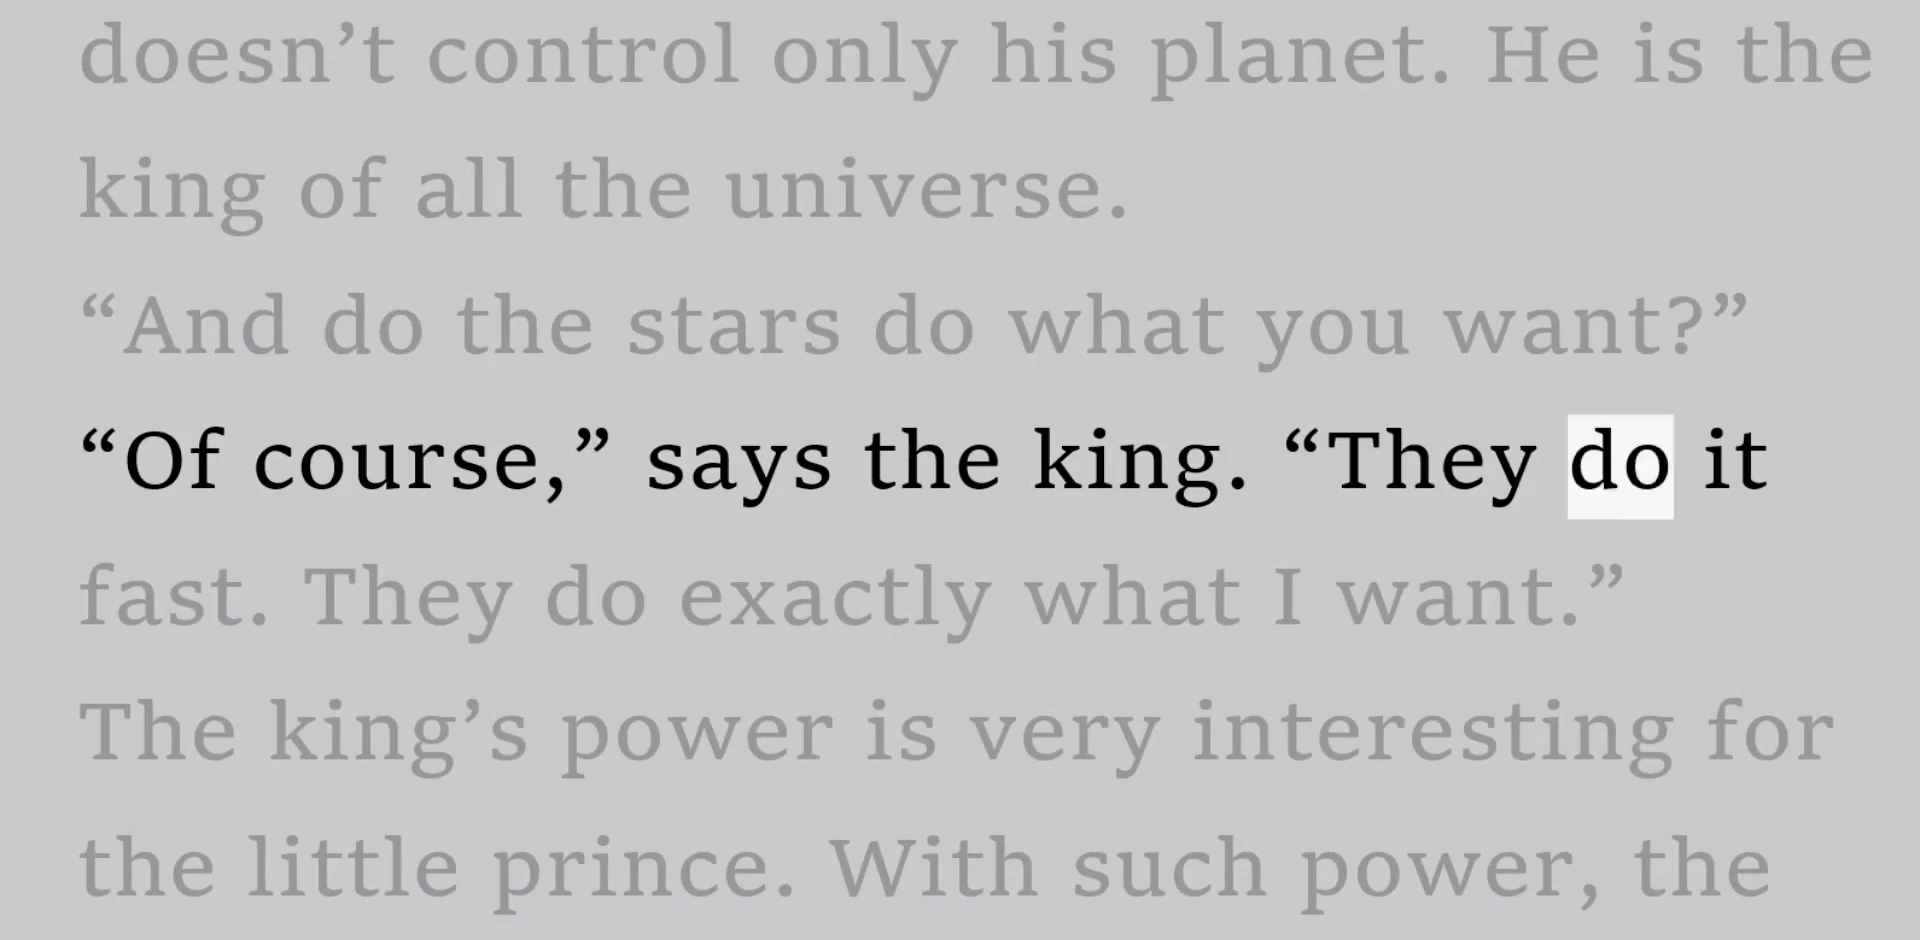 doesn’t control only his planet. He is the
king of all the universe.
“And do the stars do what you want?”
“Of course,” says the king. “They do it
fast. They do exactly what I want.”
The king’s power is very interesting for
the little prince. With such power, the